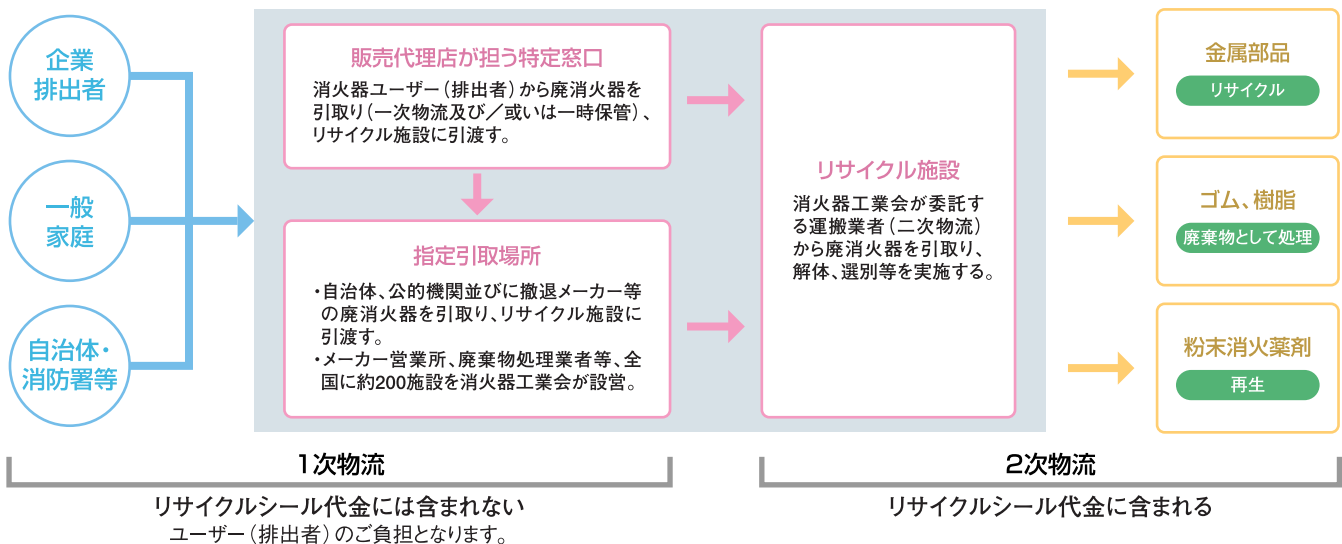 企業
排出者
一般
家庭
自治体・
消防署等
販売代理店が担う特定窓口
消火器ユーザー(排出者)から廃消火器を
引取り(一次物流及び/或いは一時保管)、
リサイクル施設に引渡す。
指定引取場所
・自治体、公的機関並びに撤退メーカー等
の廃消火器を引取り、リサイクル施設に
引渡す。
・メーカー営業所、廃棄物処理業者等、全
国に約200施設を消火器工業会が設営。
リサイクル施設
消火器工業会が委託す
る運搬業者(二次物流)
から廃消火器を引取り、
解体、選別等を実施する。
金属部品
リサイクル
ゴム、樹脂
廃棄物として処理
粉末消火薬剤
再生
1次物流
リサイクルシール代金には含まれない
ユーザー(排出者)のご負担となります。
2次物流
リサイクルシール代金に含まれる